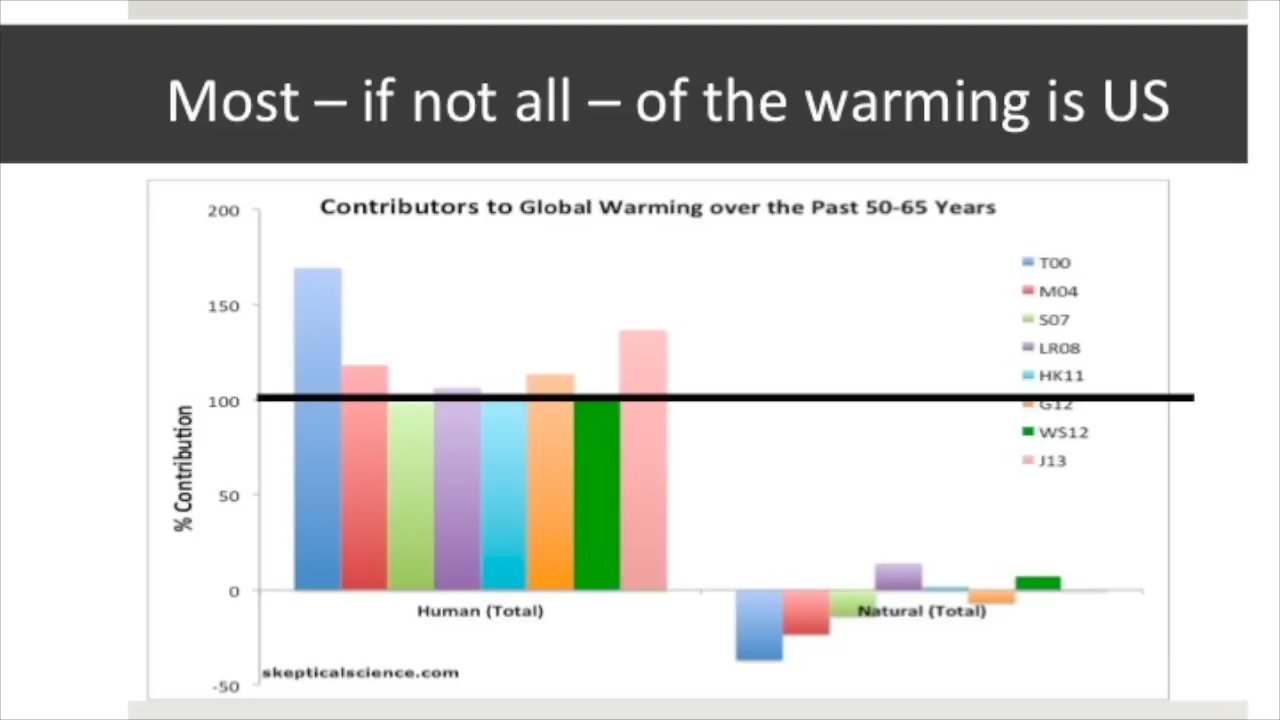 Most – if not all – of the warming is US
Contributors to Global Warming over the Past 50-65 Years
200
150
100
50
0
-50
% Contribution
T00
M04
S07
LR08
HK11
G12
WS12
J13
Human (Total)
Natural (Total)
skepticalscience.com